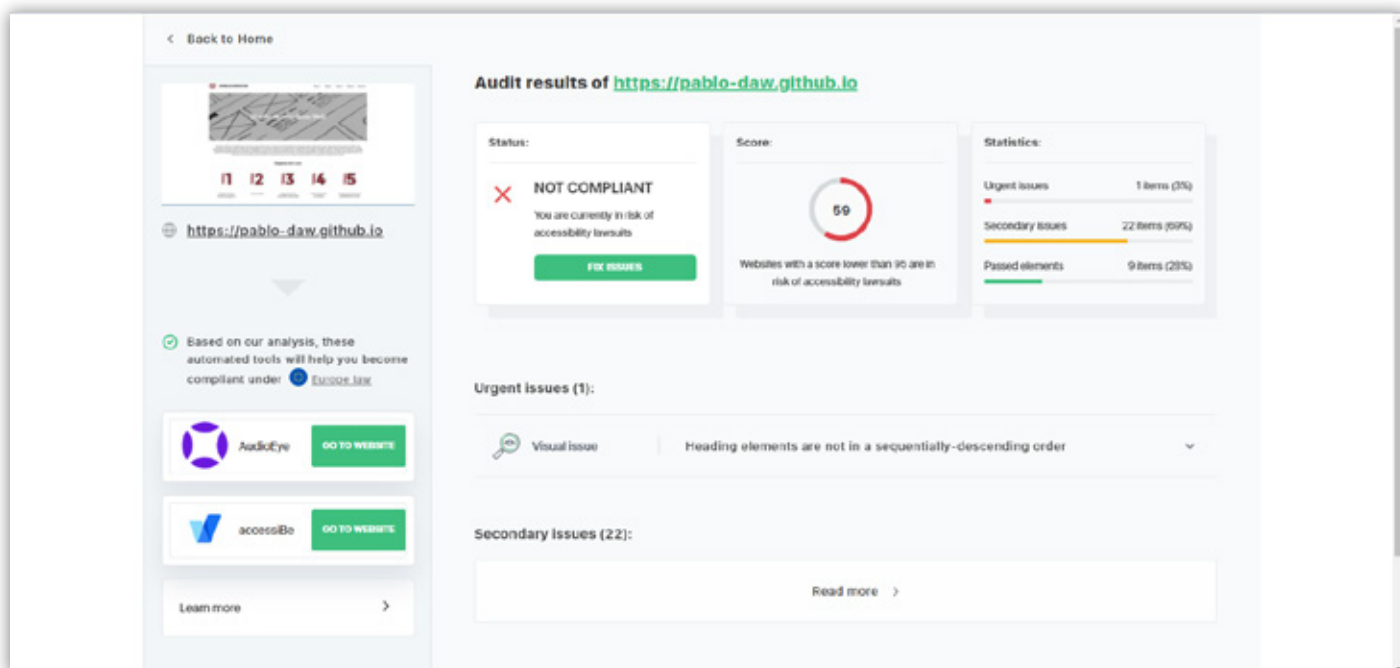 Back to Home
Audit results of https://pablo-daw.github.io
Status:
NOT COMPLIANT
You are currently in risk of
accessibility lawsuits
FIX ISSUES
Score:
59
Websites with a score lower than 95 are in
risk of accessibility lawsuits
Statistics:
Urgent issues 1 items (3%)
Secondary issues 22 items (69%)
Passed elements 9 items (28%)
1 2 3 4 5
https://pablo-daw.github.io
Based on our analysis, these
automated tools will help you become
compliant under Europe law
AudioEye GO TO WEBSITE
accessiBe GO TO WEBSITE
Learn more
Urgent issues (1):
Visual issue Heading elements are not in a sequentially-descending order
Secondary Issues (22):
Read more